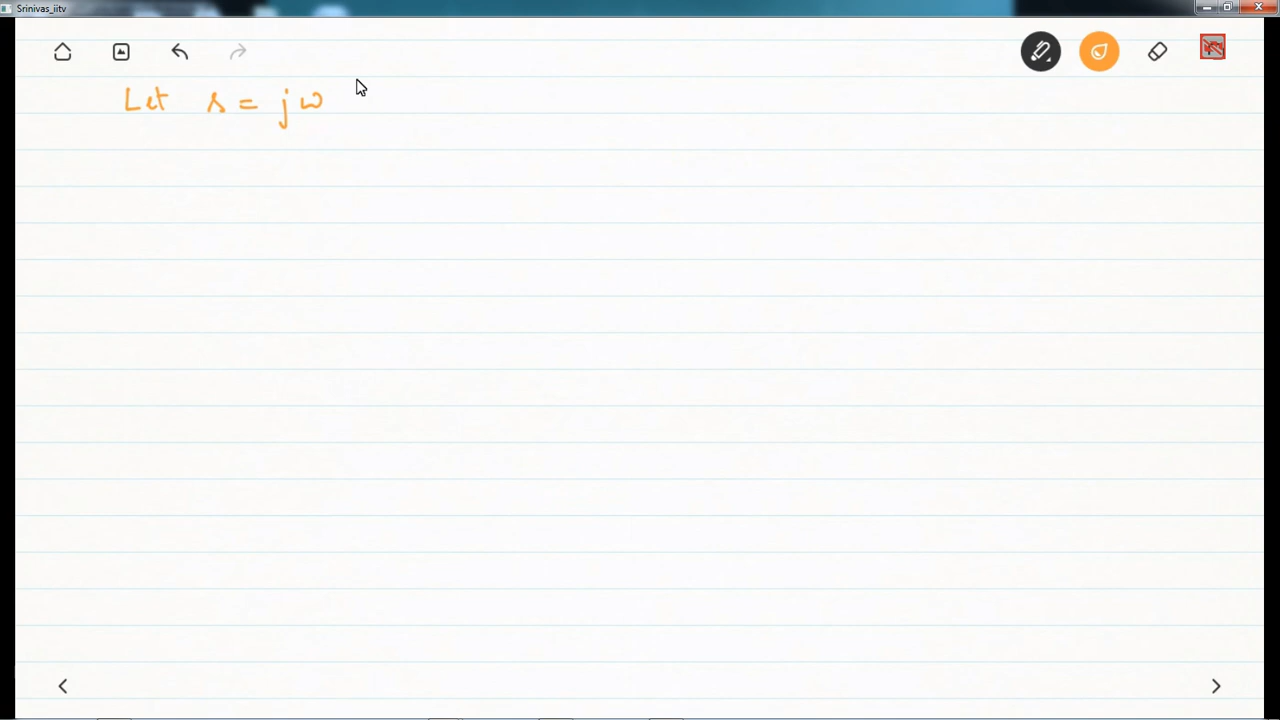 Srinivas_iitv
Let s = jω